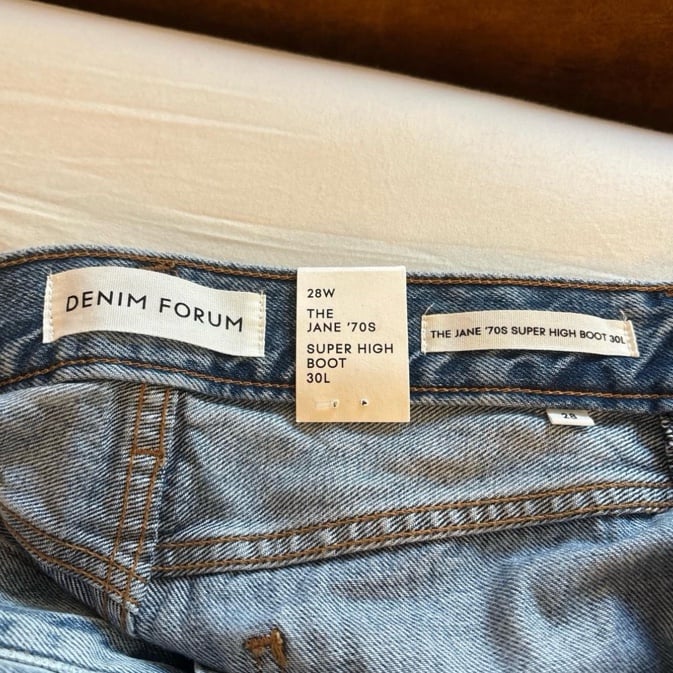 DENIM FORUM
28W
THE
JANE '70S
SUPER HIGH
BOOT
30L
THE JANE '70S SUPER HIGH BOOT 30L
28